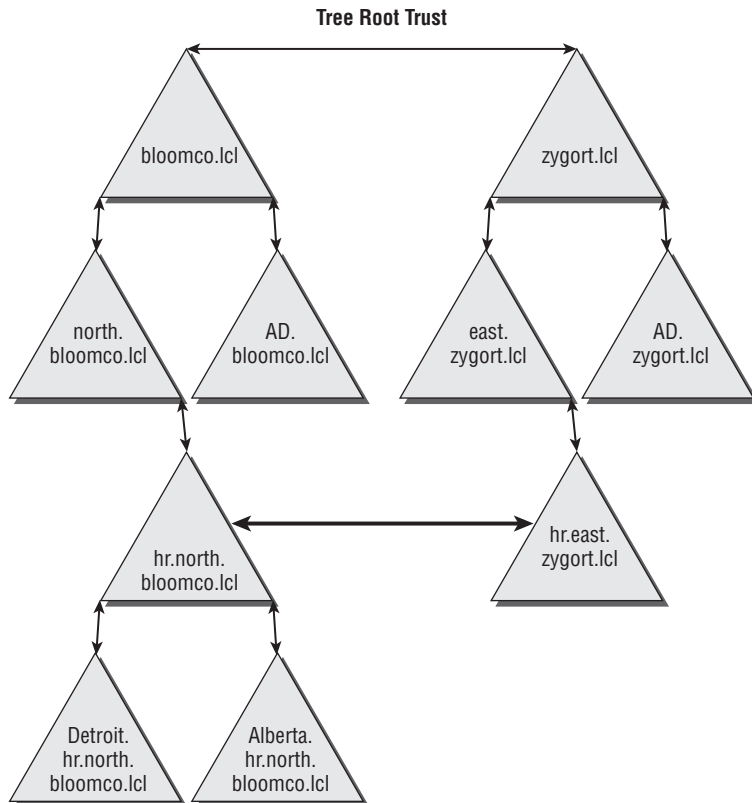 Tree Root Trust
bloomco.lcl
zygort.lcl
north.
bloomco.lcl
AD.
bloomco.lcl
east.
zygort.lcl
AD.
zygort.lcl
hr.north.
bloomco.lcl
hr.east.
zygort.lcl
Detroit.
hr.north.
bloomco.lcl
Alberta.
hr.north.
bloomco.lcl